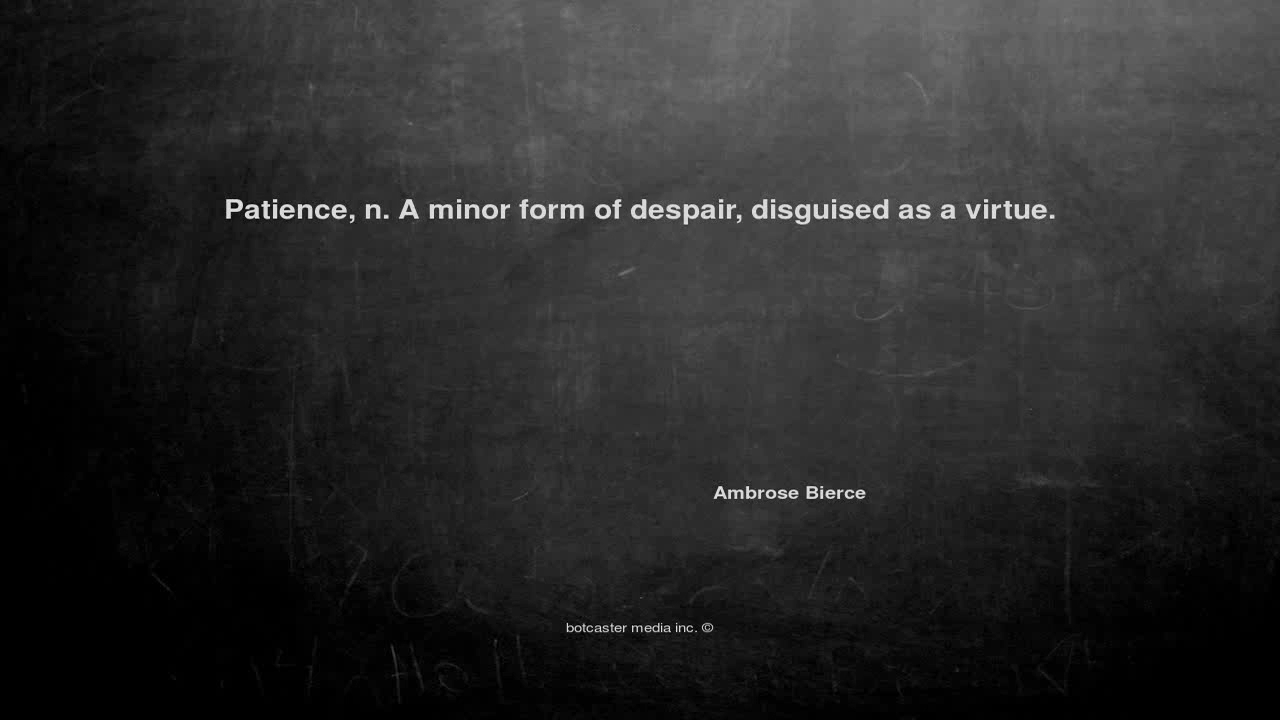 Patience, n. A minor form of despair, disguised as a virtue.
Ambrose Bierce
botcaster media inc. ©